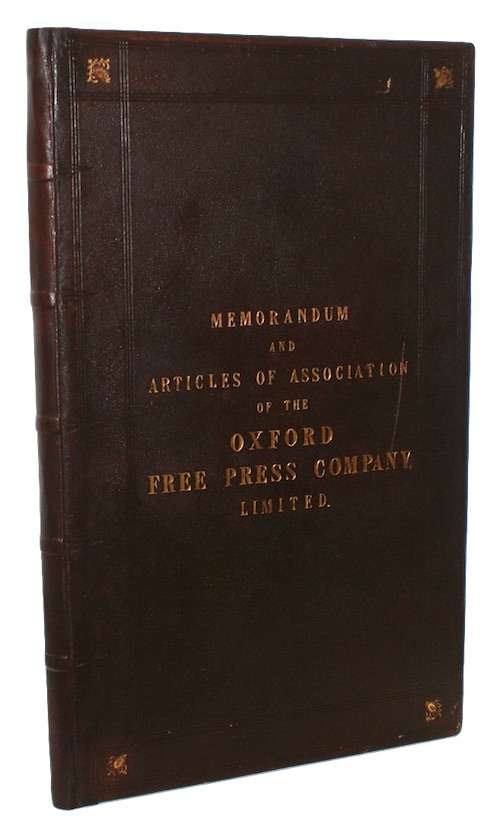 MEMORANDUM
AND
ARTICLES OF ASSOCIATION
OF THE
OXFORD
FREE PRESS COMPANY,
LIMITED.